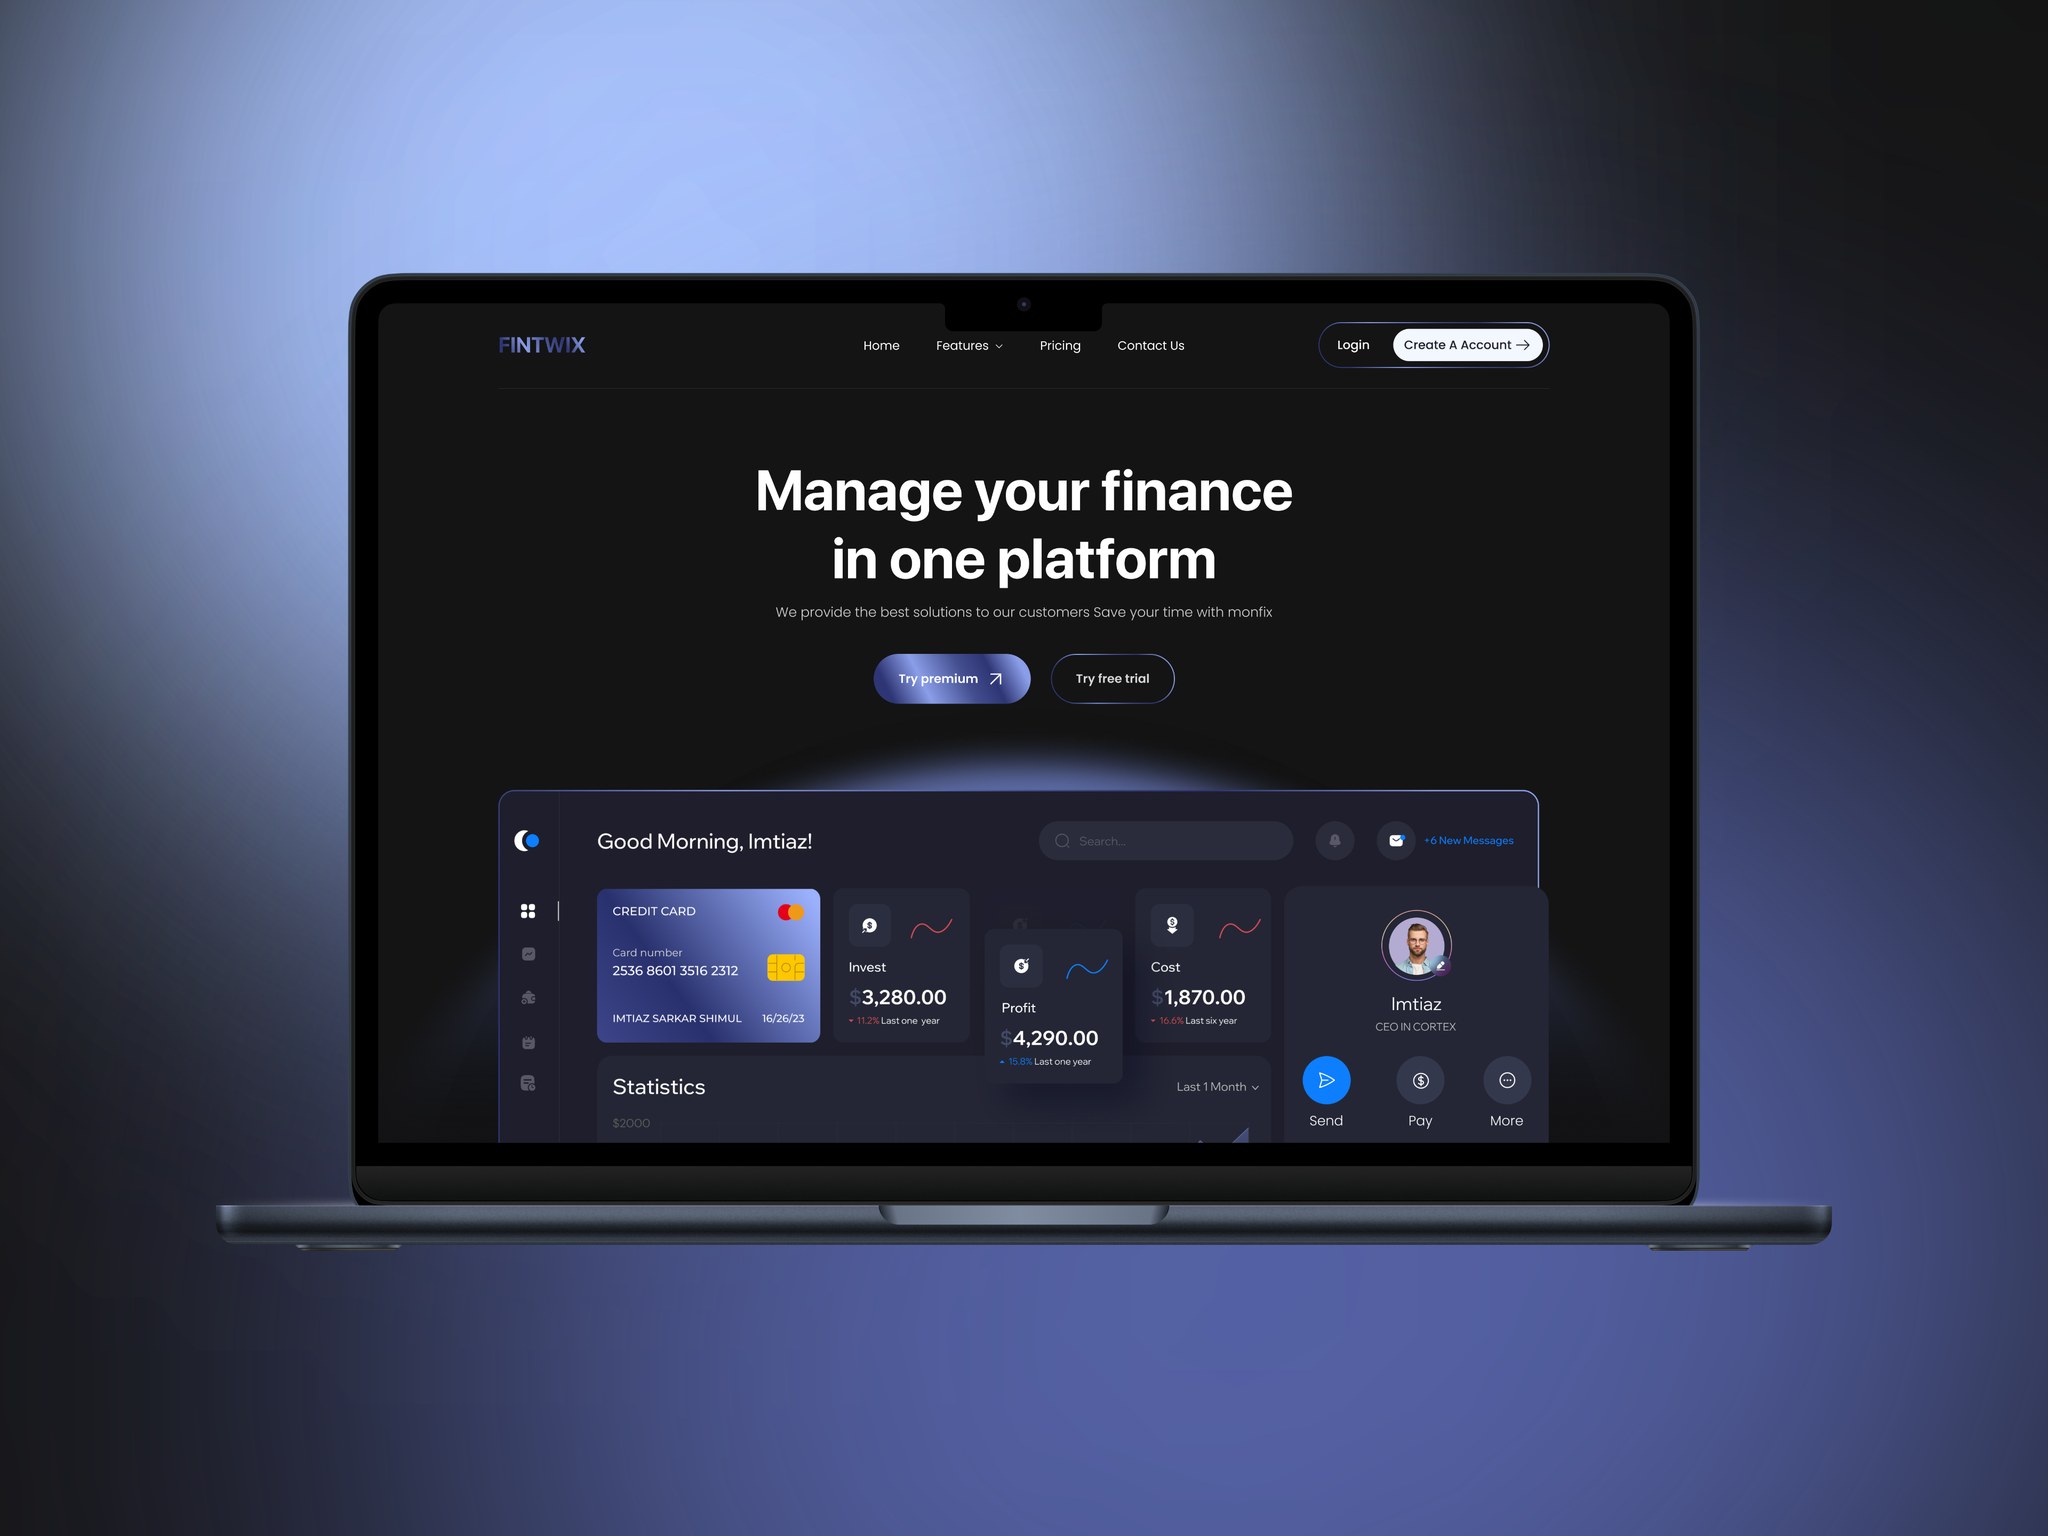 FINTWIX
Home
Features
Pricing
Contact Us
Login
Create A Account
Manage your finance
in one platform
We provide the best solutions to our customers Save your time with monfix
Try premium
Try free trial
Good Morning, Imtiaz!
Search...
+6 New Messages
CREDIT CARD
Card number
2536 8601 3516 2312
IMTIAZ SARKAR SHIMUL 16/26/23
Invest
$3,280.00
11.2% Last one year
Profit
$4,290.00
15.8% Last one year
Cost
$1,870.00
16.6% Last six year
Imtiaz
CEO IN CORTEX
Send
Pay
More
Statistics
Last 1 Month
$2000